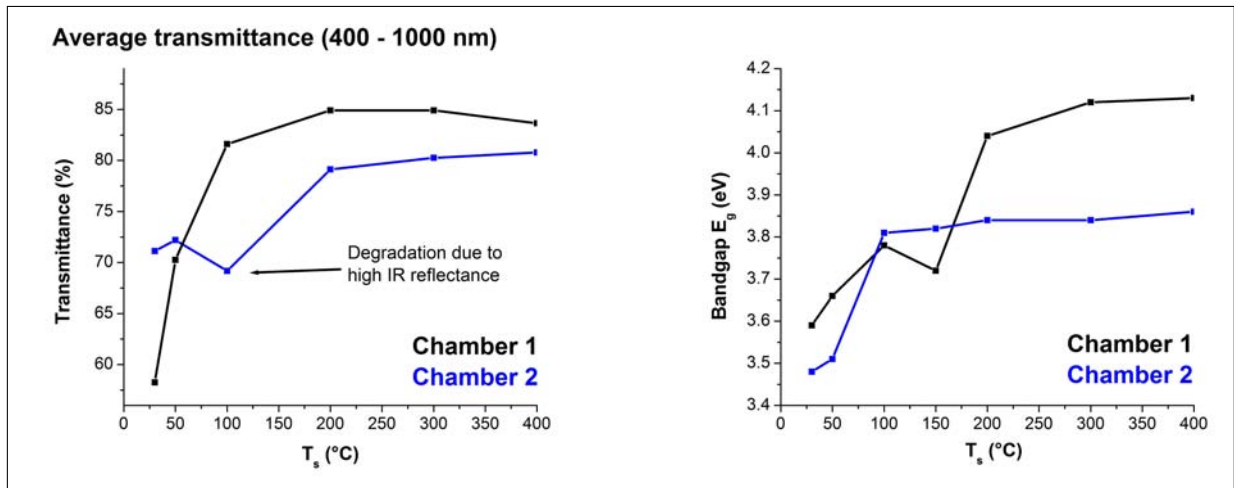 Average transmittance (400 - 1000 nm)
85
80
75
70
65
60
Transmittance (%)
Degradation due to
high IR reflectance
Chamber 1
Chamber 2
0 50 100 150 200 250 300 350 400
T_s (°C)
4.2
4.1
4.0
3.9
3.8
3.7
3.6
3.5
3.4
Bandgap E_g (eV)
Chamber 1
Chamber 2
0 50 100 150 200 250 300 350 400
T_s (°C)